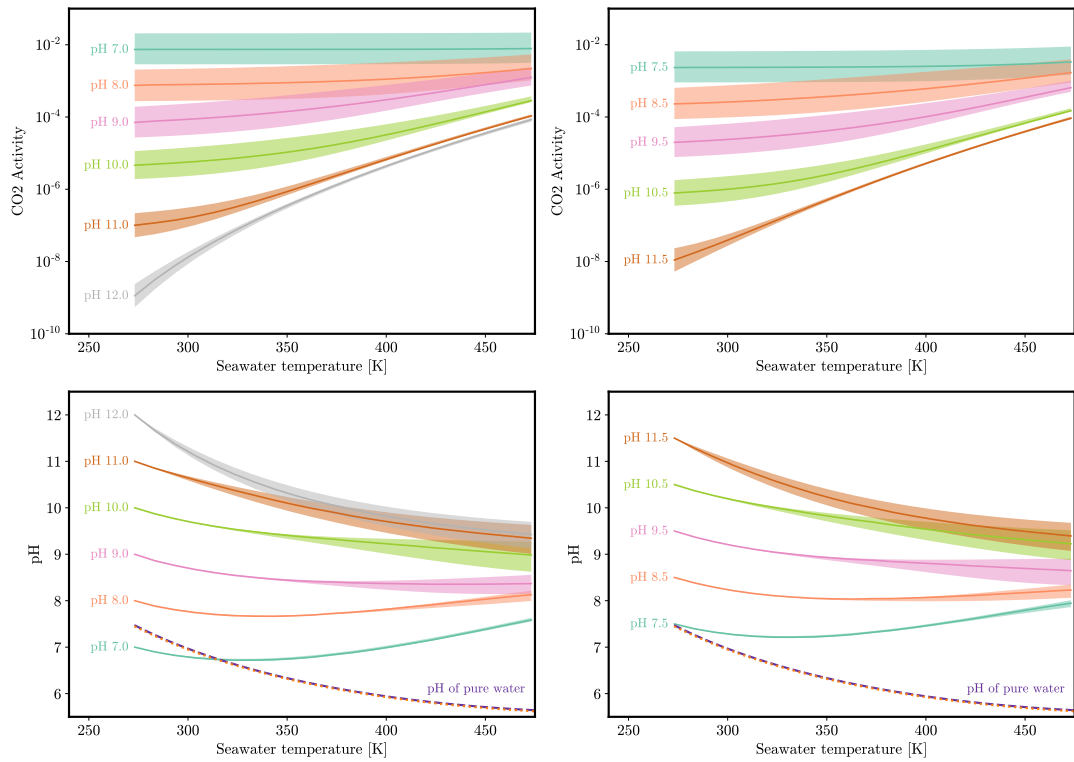 CO2 Activity
10⁻²
10⁻⁴
10⁻⁶
10⁻⁸
10⁻¹⁰
pH 7.0
pH 8.0
pH 9.0
pH 10.0
pH 11.0
pH 12.0
250 300 350 400 450
Seawater temperature [K]
CO2 Activity
10⁻²
10⁻⁴
10⁻⁶
10⁻⁸
10⁻¹⁰
pH 7.5
pH 8.5
pH 9.5
pH 10.5
pH 11.5
250 300 350 400 450
Seawater temperature [K]
pH
12
11
10
9
8
7
6
pH 12.0
pH 11.0
pH 10.0
pH 9.0
pH 8.0
pH 7.0
pH of pure water
250 300 350 400 450
Seawater temperature [K]
pH
12
11
10
9
8
7
6
pH 11.5
pH 10.5
pH 9.5
pH 8.5
pH 7.5
pH of pure water
250 300 350 400 450
Seawater temperature [K]